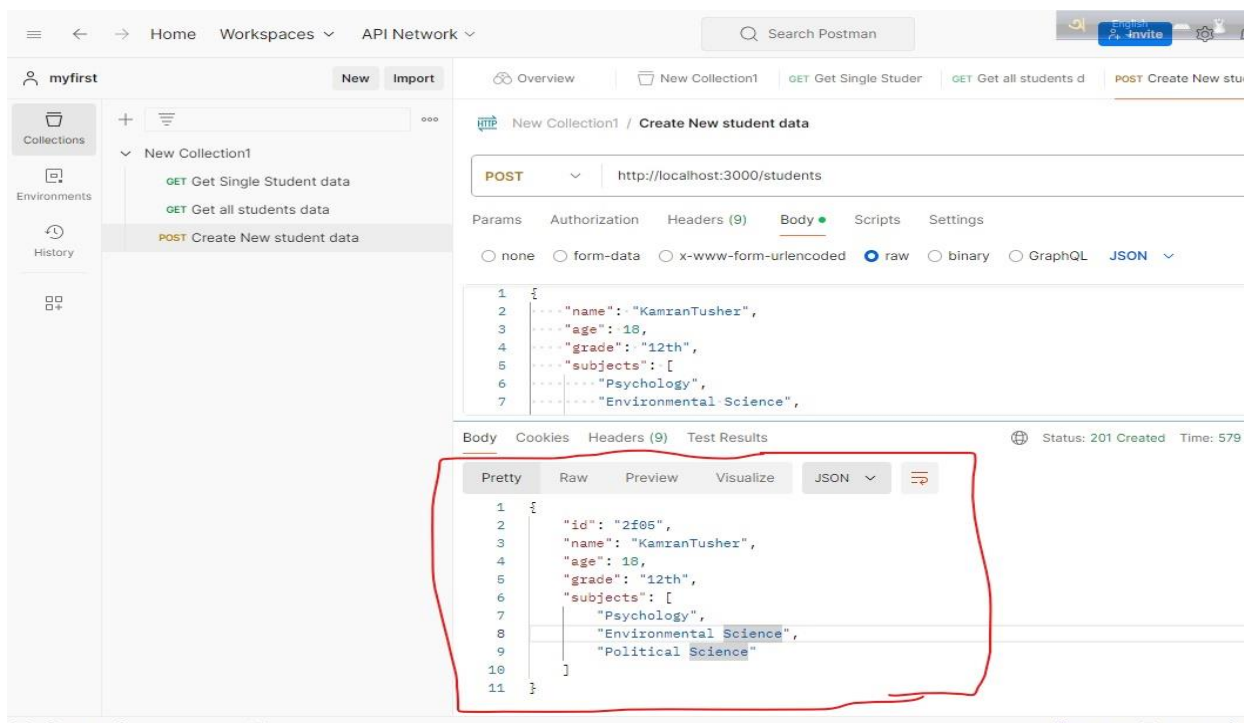 Home Workspaces API Network Search Postman English Invite
myfirst New Import Overview New Collection1 GET Get Single Studer GET Get all students d POST Create New stu
Collections
Environments
History
New Collection1
GET Get Single Student data
GET Get all students data
POST Create New student data
HTTP New Collection1 / Create New student data
POST http://localhost:3000/students
Params Authorization Headers (9) Body Scripts Settings
none form-data x-www-form-urlencoded raw binary GraphQL JSON
1 {
2 "name": "KamranTusher",
3 "age": 18,
4 "grade": "12th",
5 "subjects": [
6 "Psychology",
7 "Environmental Science",
Body Cookies Headers (9) Test Results Status: 201 Created Time: 579
Pretty Raw Preview Visualize JSON
1 {
2 "id": "2f05",
3 "name": "KamranTusher",
4 "age": 18,
5 "grade": "12th",
6 "subjects": [
7 "Psychology",
8 "Environmental Science",
9 "Political Science"
10 ]
11 }